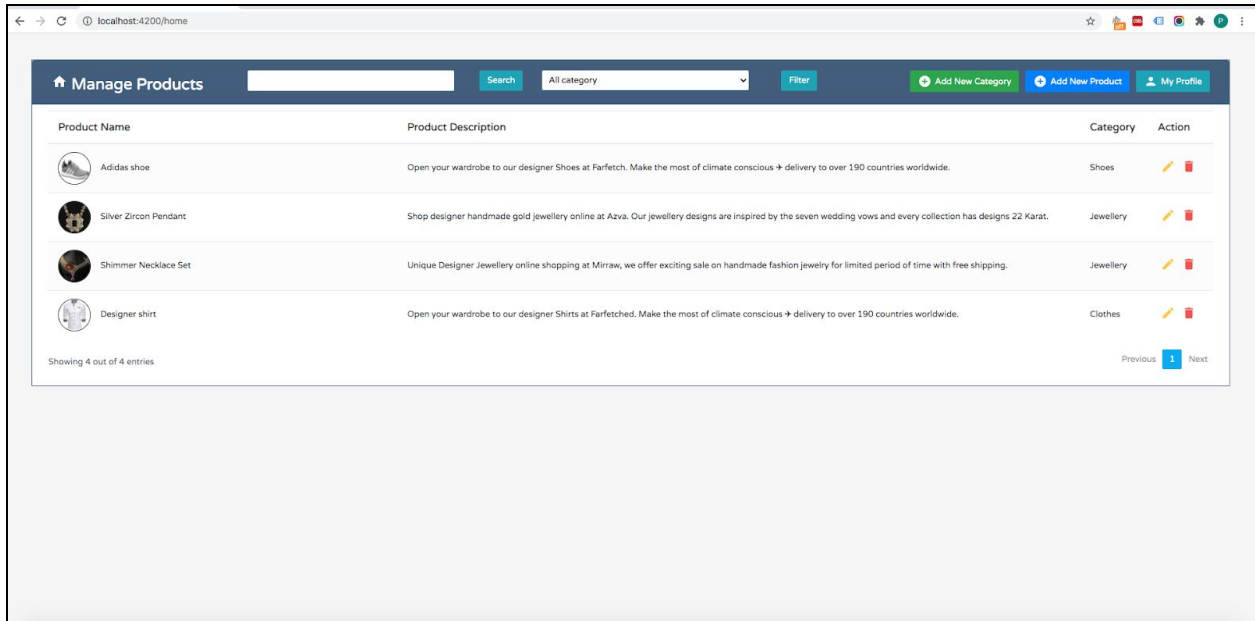 localhost:4200/home
Manage Products Search All category Filter Add New Category Add New Product My Profile
Product Name Product Description Category Action
Adidas shoe Open your wardrobe to our designer Shoes at Farfetch. Make the most of climate conscious ✈ delivery to over 190 countries worldwide. Shoes
Silver Zircon Pendant Shop designer handmade gold jewellery online at Azva. Our jewellery designs are inspired by the seven wedding vows and every collection has designs 22 Karat. Jewellery
Shimmer Necklace Set Unique Designer Jewellery online shopping at Mirraw, we offer exciting sale on handmade fashion jewelry for limited period of time with free shipping. Jewellery
Designer shirt Open your wardrobe to our designer Shirts at Farfetched. Make the most of climate conscious ✈ delivery to over 190 countries worldwide. Clothes
Showing 4 out of 4 entries Previous 1 Next